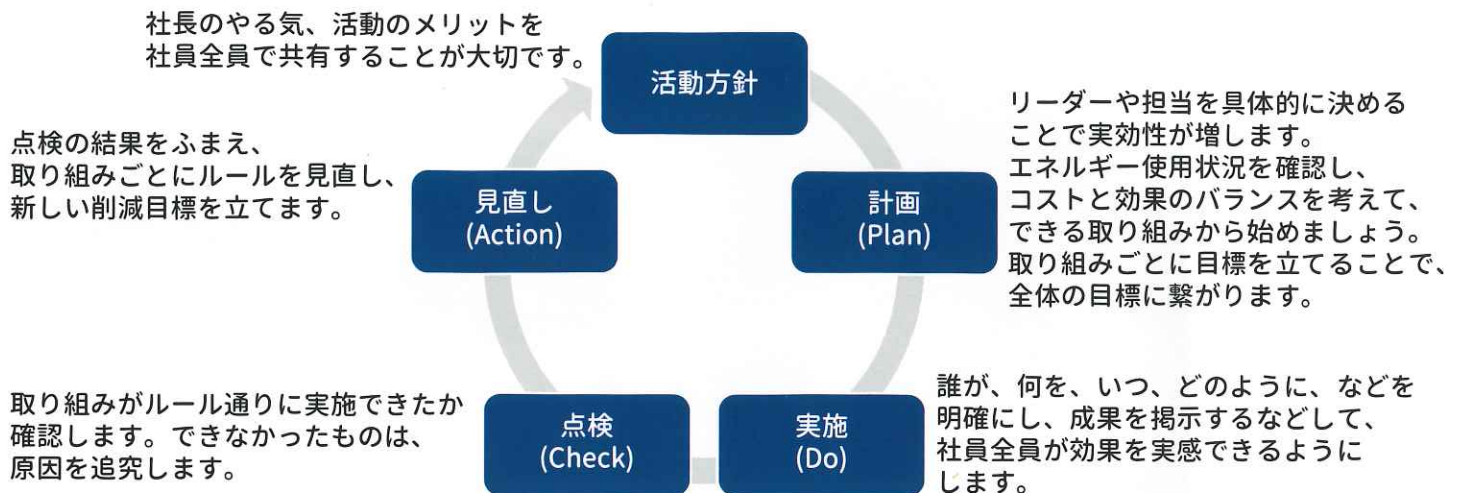 社長のやる気、活動のメリットを
社員全員で共有することが大切です。
活動方針
リーダーや担当を具体的に決める
ことで実効性が増します。
エネルギー使用状況を確認し、
コストと効果のバランスを考えて、
できる取り組みから始めましょう。
取り組みごとに目標を立てることで、
全体の目標に繋がります。
計画
(Plan)
誰が、何を、いつ、どのように、などを
明確にし、成果を掲示するなどして、
社員全員が効果を実感できるように
します。
実施
(Do)
点検
(Check)
取り組みがルール通りに実施できたか
確認します。できなかったものは、
原因を追究します。
見直し
(Action)
点検の結果をふまえ、
取り組みごとにルールを見直し、
新しい削減目標を立てます。